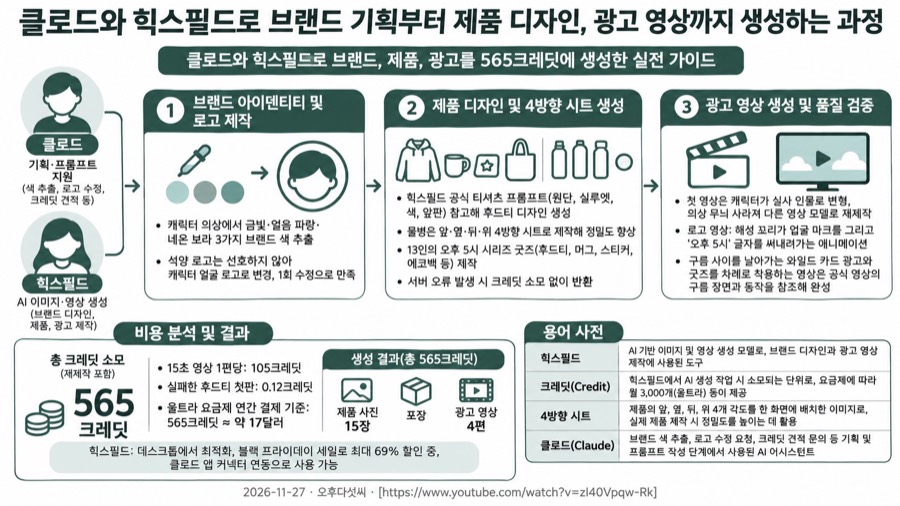 클로드와 힉스필드로 브랜드 기획부터 제품 디자인, 광고 영상까지 생성하는 과정
클로드와 힉스필드로 브랜드, 제품, 광고를 565크레딧에 생성한 실전 가이드
클로드
기획·프롬프트
지원
(색 추출, 로고 수정,
크레딧 견적 등)
힉스필드
AI 이미지·영상 생성
(브랜드 디자인,
제품, 광고 제작)
1 브랜드 아이덴티티 및
로고 제작
• 캐릭터 의상에서 금빛·얼음 파랑·
네온 보라 3가지 브랜드 색 추출
• 석양 로고는 선호하지 않아
캐릭터 얼굴 로고로 변경, 1회 수정으로 만족
2 제품 디자인 및 4방향 시트 생성
• 힉스필드 공식 티셔츠 프롬프트(원단, 실루엣,
색, 앞판) 참고해 후드티 디자인 생성
• 물병은 앞·옆·뒤·위 4방향 시트로 제작해 정밀도 향상
• 13인의 오후 5시 시리즈 굿즈(후드티, 머그, 스티커,
에코백 등) 제작
• 서버 오류 발생 시 크레딧 소모 없이 반환
3 광고 영상 생성 및 품질 검증
• 첫 영상은 캐릭터가 실사 인물로 변형,
의상 무늬 사라져 다른 영상 모델로 재제작
• 로고 영상: 해성 꼬리가 업굴 마크를 그리고
'오후 5시' 글자를 써내려가는 애니메이션
• 구름 사이를 날아가는 와일드 카드 광고와
굿즈를 차례로 착용하는 영상은 공식 영상의
구름 장면과 동작을 참조해 완성
비용 분석 및 결과
총 크레딧 소모
(재제작 포함)
565
크레딧
• 15초 영상 1편당: 105크레딧
• 실패한 후드티 첫판: 0.12크레딧
• 울트라 요금제 연간 결제 기준:
565크레딧 ≈ 약 17달러
생성 결과(총 565크레딧)
제품 사진
15장
포장
광고 영상
4편
힉스필드: 데스크톱에서 최적화, 블랙 프라이데이 세일로 최대 69% 할인 중,
클로드 앱 커넥터 연동으로 사용 가능
용어 사전
힉스필드
AI 기반 이미지 및 영상 생성 모델로, 브랜드 디자인과 광고 영상
제작에 사용된 도구
크레딧(Credit)
힉스필드에서 AI 생성 작업 시 소모되는 단위로, 요금제에 따라
월 3,000개(울트라) 등이 제공
4방향 시트
제품의 앞, 옆, 뒤, 위 4개 각도를 한 화면에 배치한 이미지로,
실제 제품 제작 시 정밀도를 높이는 데 활용
클로드(Claude)
브랜드 색 추출, 로고 수정 요청, 크레딧 견적 문의 등 기획 및
프롬프트 작성 단계에서 사용된 AI 어시스턴트
2026-11-27 · 오후다섯씨 · [https://www.youtube.com/watch?v=zI40Vpqw-Rk]